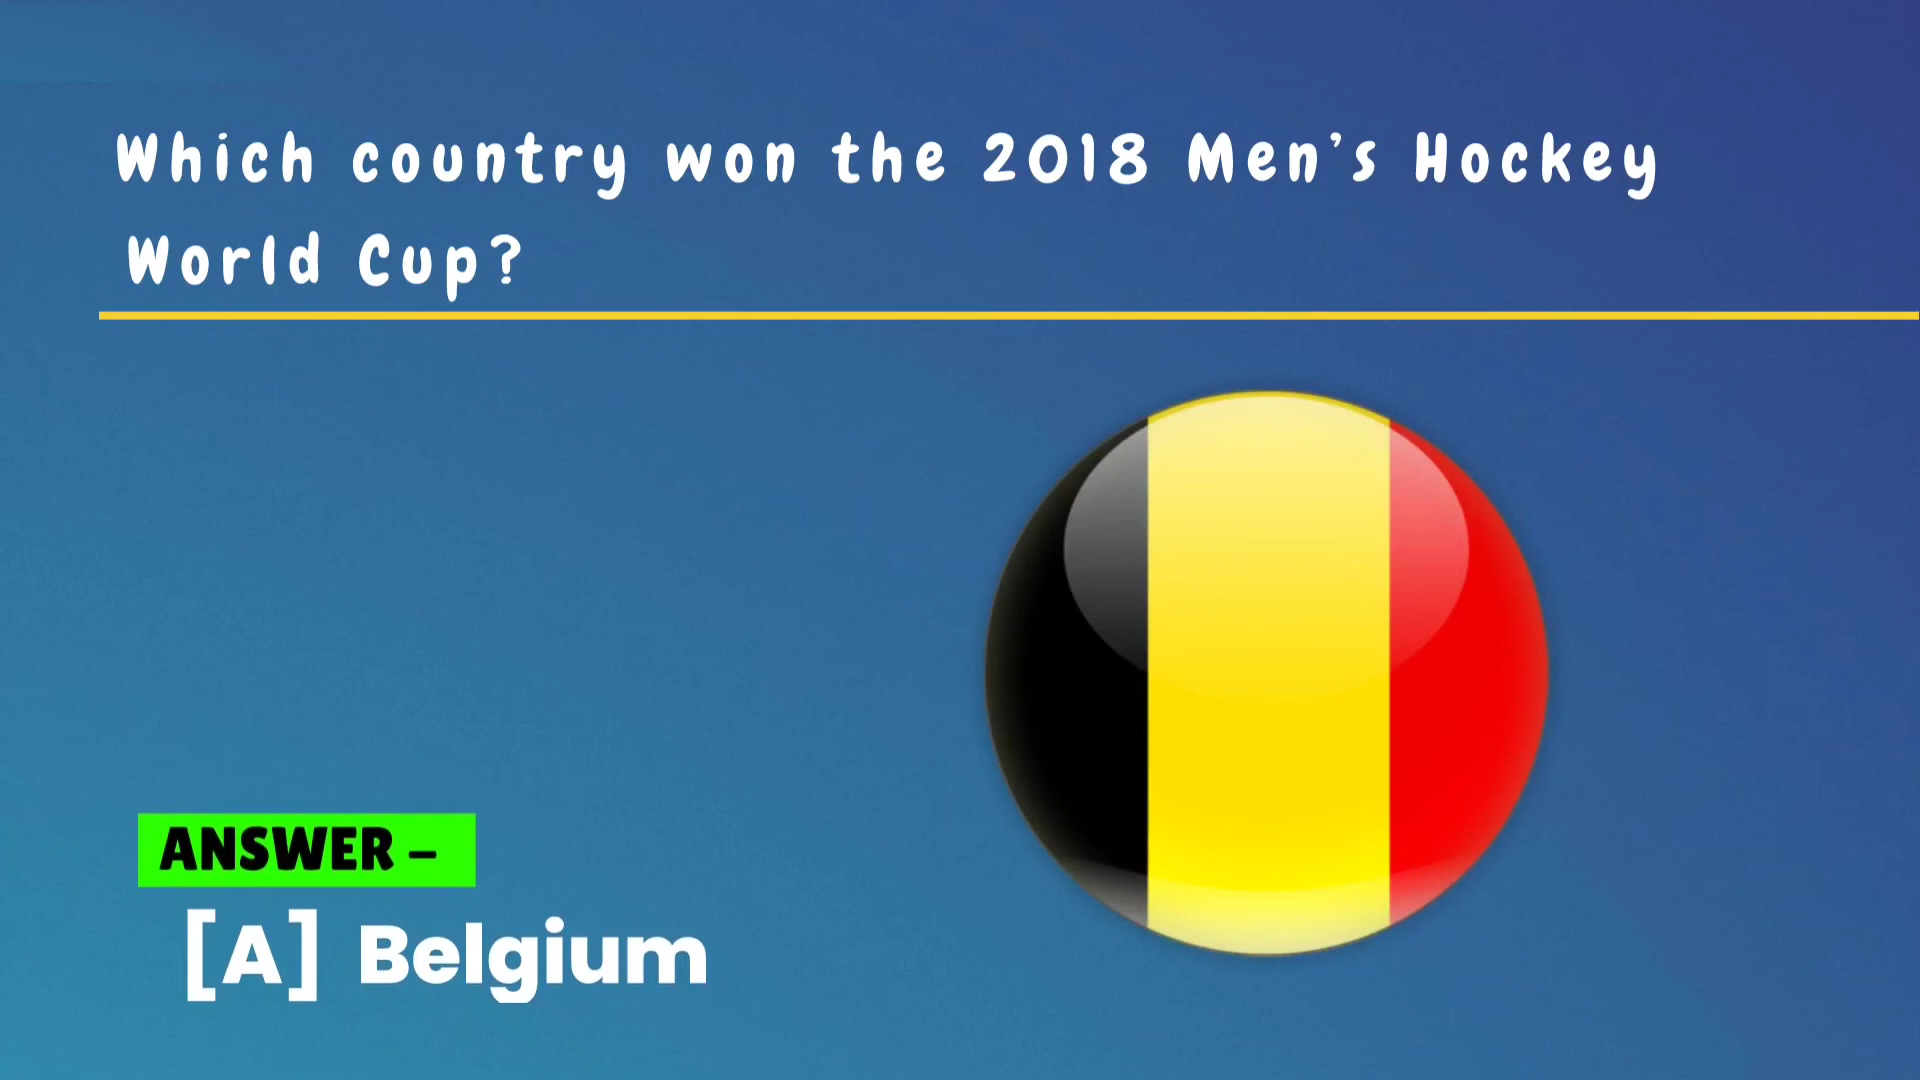 Which country won the 2018 Men’s Hockey
World Cup?
ANSWER –
[A] Belgium